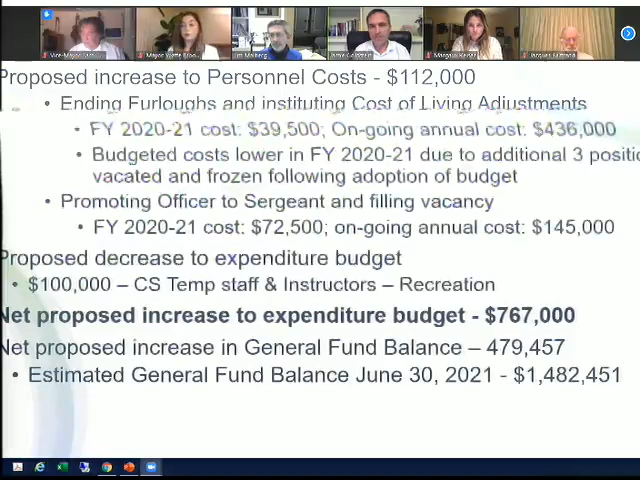 Jamie Goldstein
Proposed increase to Personnel Costs - $112,000
• Ending Furloughs and instituting Cost of Living Adjustments
• FY 2020-21 cost: $39,500; On-going annual cost: $436,000
• Budgeted costs lower in FY 2020-21 due to additional 3 positio
vacated and frozen following adoption of budget
• Promoting Officer to Sergeant and filling vacancy
• FY 2020-21 cost: $72,500; on-going annual cost: $145,000
Proposed decrease to expenditure budget
• $100,000 – CS Temp staff & Instructors – Recreation
Net proposed increase to expenditure budget - $767,000
Net proposed increase in General Fund Balance – 479,457
• Estimated General Fund Balance June 30, 2021 - $1,482,451